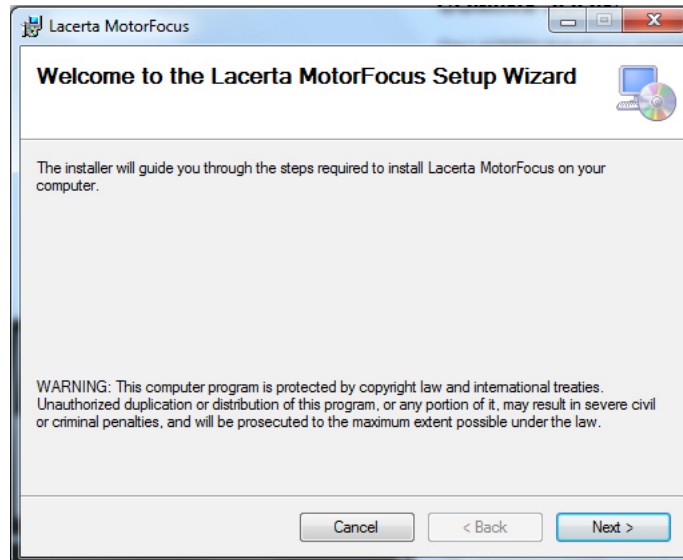 Lacerta MotorFocus
Welcome to the Lacerta MotorFocus Setup Wizard
The installer will guide you through the steps required to install Lacerta MotorFocus on your
computer.
WARNING: This computer program is protected by copyright law and international treaties.
Unauthorized duplication or distribution of this program, or any portion of it, may result in severe civil
or criminal penalties, and will be prosecuted to the maximum extent possible under the law.
Cancel
< Back
Next >